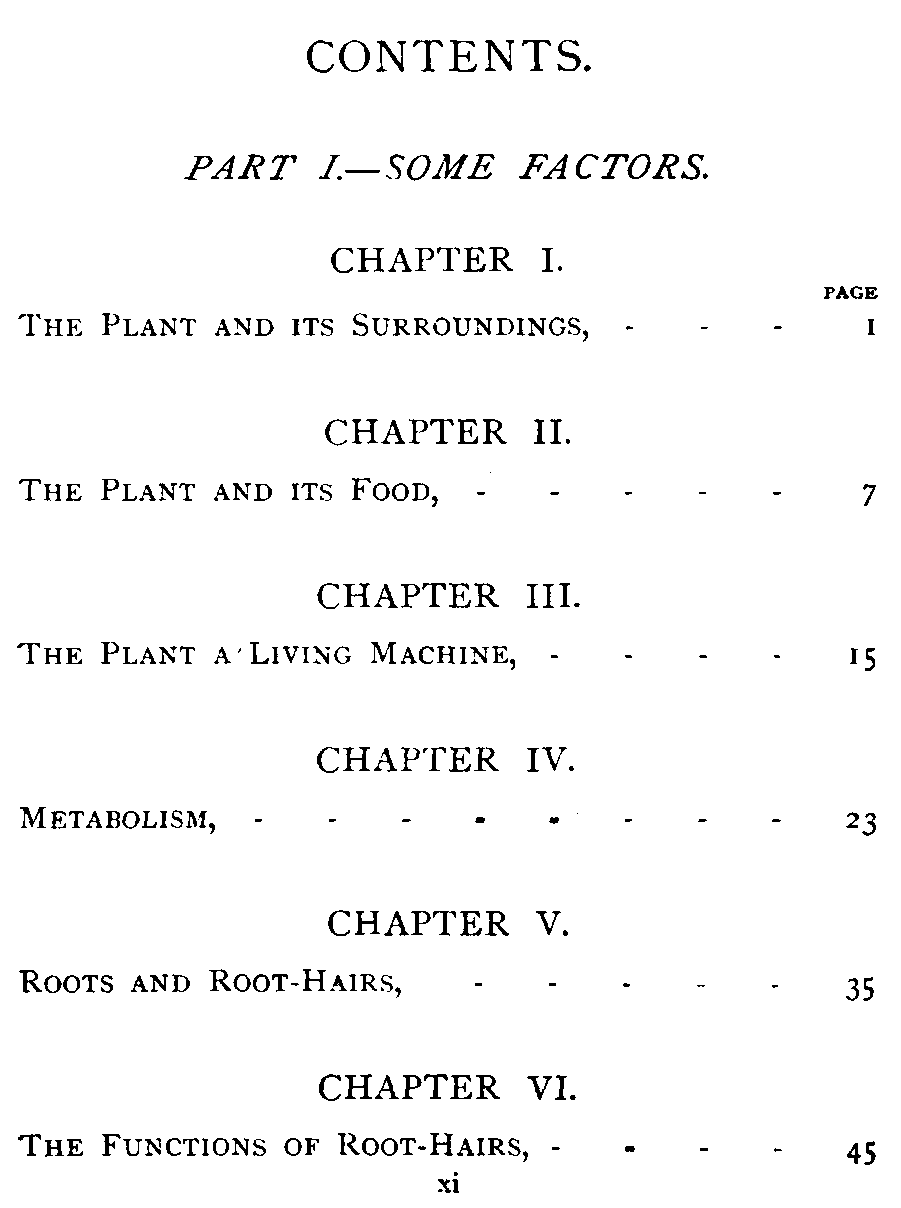 CONTENTS.
PART I.—SOME FACTORS.
CHAPTER I.
PAGE
THE PLANT AND ITS SURROUNDINGS, - - - 1
CHAPTER II.
THE PLANT AND ITS FOOD, - - - - - 7
CHAPTER III.
THE PLANT A LIVING MACHINE, - - - - 15
CHAPTER IV.
METABOLISM, - - - - - - - - 23
CHAPTER V.
ROOTS AND ROOT-HAIRS, - - - - - 35
CHAPTER VI.
THE FUNCTIONS OF ROOT-HAIRS, - - - - 45
xi